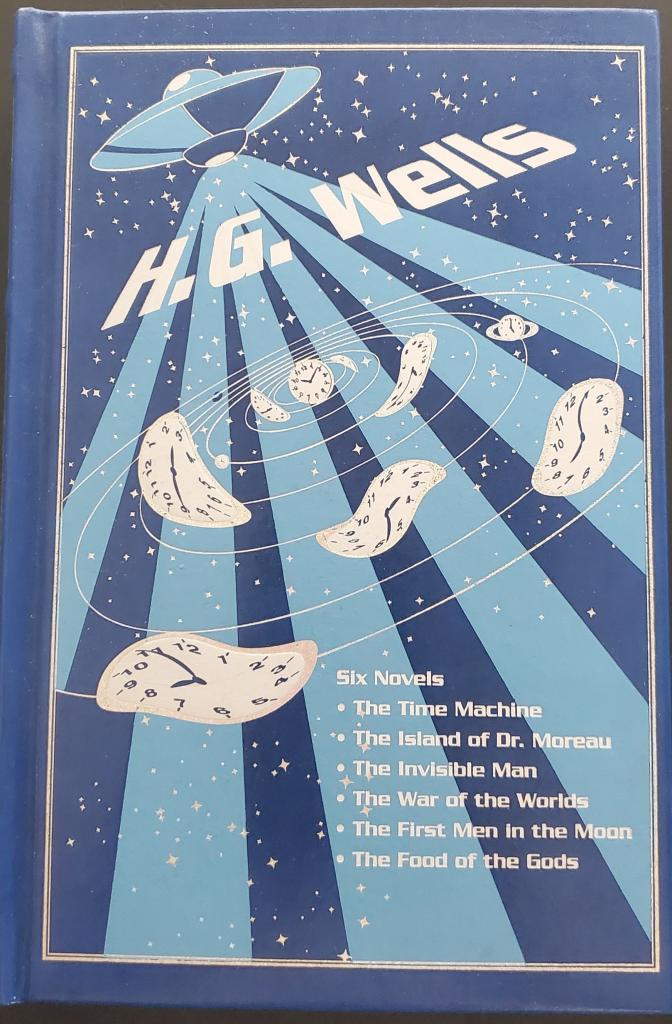 H.G. Wells
Six Novels
• The Time Machine
• The Island of Dr. Moreau
• The Invisible Man
• The War of the Worlds
• The First Men in the Moon
• The Food of the Gods